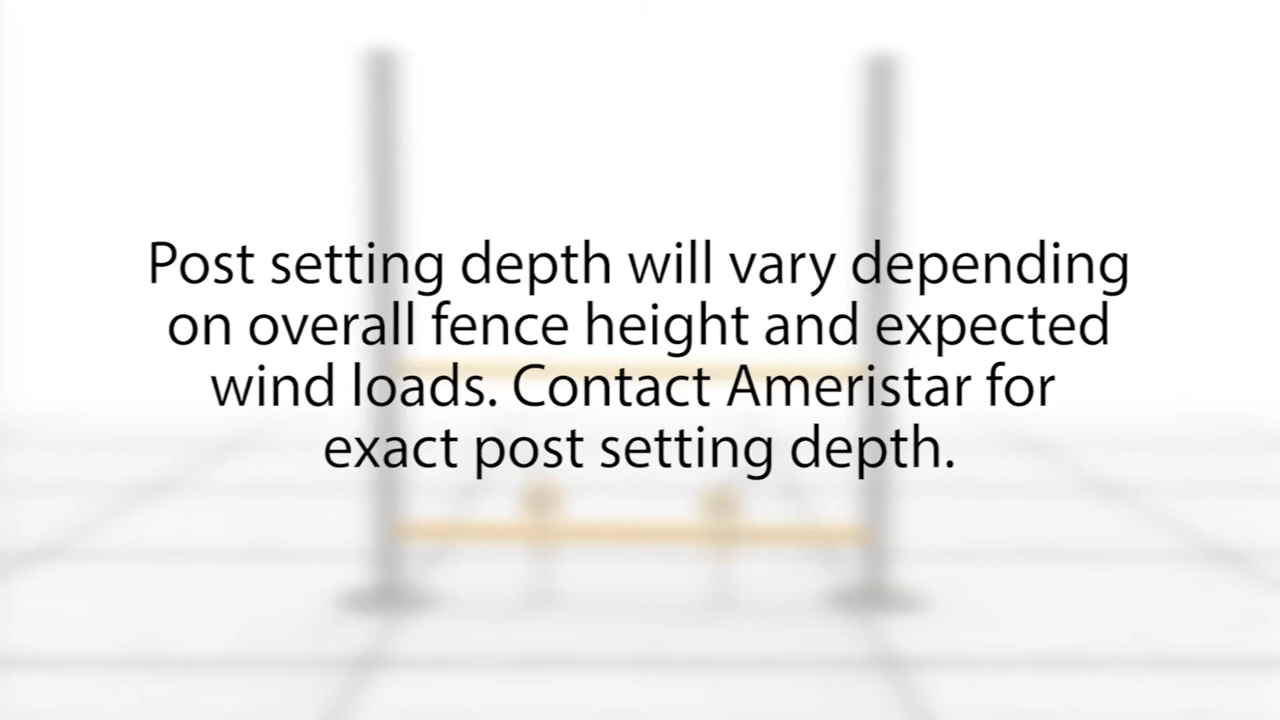 Post setting depth will vary depending
on overall fence height and expected
wind loads. Contact Ameristar for
exact post setting depth.